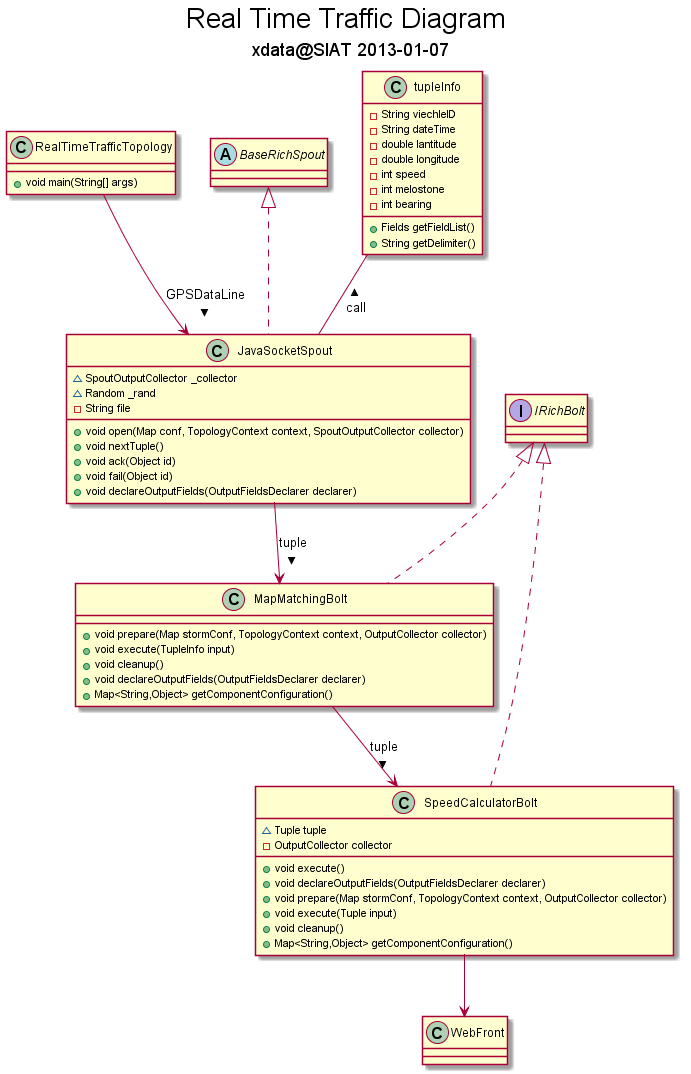 Real Time Traffic Diagram
xdata@SIAT 2013-01-07
C tupleInfo
String viechleID
String dateTime
double lantitude
double longitude
int speed
int melostone
int bearing
Fields getFieldList()
String getDelimiter()
C RealTimeTrafficTopology
void main(String[] args)
A BaseRichSpout
GPSDataLine
call
C JavaSocketSpout
SpoutOutputCollector _collector
Random _rand
String file
void open(Map conf, TopologyContext context, SpoutOutputCollector collector)
void nextTuple()
void ack(Object id)
void fail(Object id)
void declareOutputFields(OutputFieldsDeclarer declarer)
I IRichBolt
tuple
C MapMatchingBolt
void prepare(Map stormConf, TopologyContext context, OutputCollector collector)
void execute(TupleInfo input)
void cleanup()
void declareOutputFields(OutputFieldsDeclarer declarer)
Map<String,Object> getComponentConfiguration()
tuple
C SpeedCalculatorBolt
Tuple tuple
OutputCollector collector
void execute()
void declareOutputFields(OutputFieldsDeclarer declarer)
void prepare(Map stormConf, TopologyContext context, OutputCollector collector)
void execute(Tuple input)
void cleanup()
Map<String,Object> getComponentConfiguration()
C WebFront